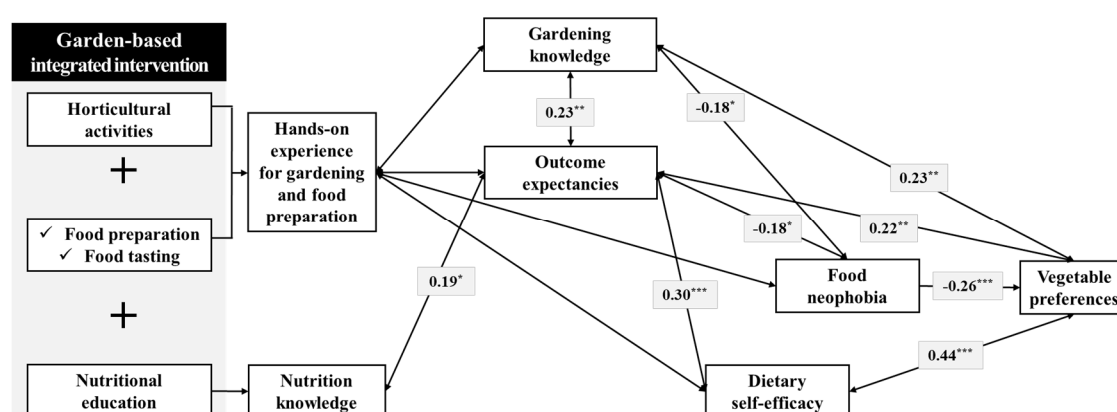 Garden-based
integrated intervention
Horticultural
activities
+
✓ Food preparation
✓ Food tasting
+
Nutritional
education
Hands-on
experience
for gardening
and food
preparation
Nutrition
knowledge
Gardening
knowledge
0.23**
Outcome
expectancies
0.19*
-0.18*
0.23**
-0.18*
0.22**
0.30***
Food
neophobia
-0.26***
Vegetable
preferences
0.44***
Dietary
self-efficacy